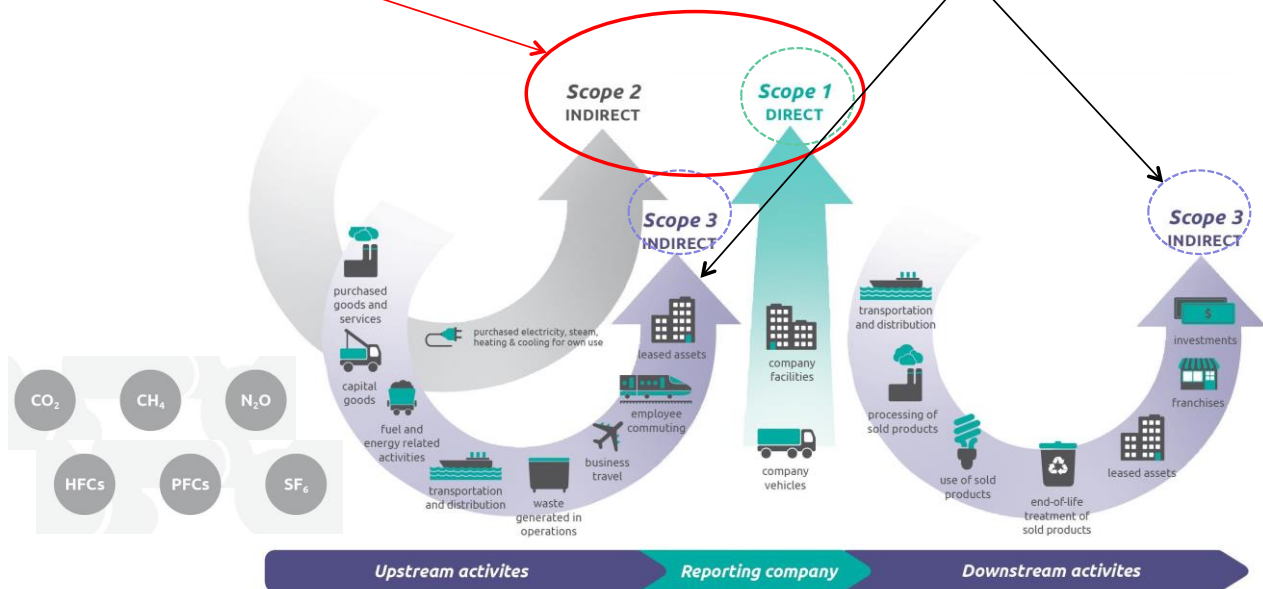 Scope 2
INDIRECT
Scope 1
DIRECT
Scope 3
INDIRECT
Scope 3
INDIRECT
purchased
goods and
services
capital
goods
fuel and
energy related
activities
transportation
and distribution
waste
generated in
operations
business
travel
employee
commuting
leased assets
purchased electricity, steam,
heating & cooling for own use
company
facilities
company
vehicles
transportation
and distribution
processing of
sold products
use of sold
products
end-of-life
treatment of
sold products
leased assets
franchises
$
investments
CO₂
CH₄
N₂O
HFCs
PFCs
SF₆
Upstream activites
Reporting company
Downstream activites